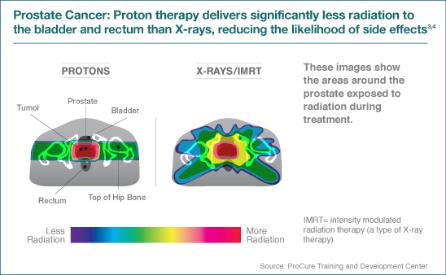 Prostate Cancer: Proton therapy delivers significantly less radiation to
the bladder and rectum than X-rays, reducing the likelihood of side effects³,⁴
PROTONS
X-RAYS/IMRT
These images show
the areas around the
prostate exposed to
radiation during
treatment.
Prostate
Tumor
Bladder
Rectum
Top of Hip Bone
Less
Radiation
More
Radiation
IMRT= intensity modulated
radiation therapy (a type of X-ray
therapy)
Source: ProCure Training and Development Center